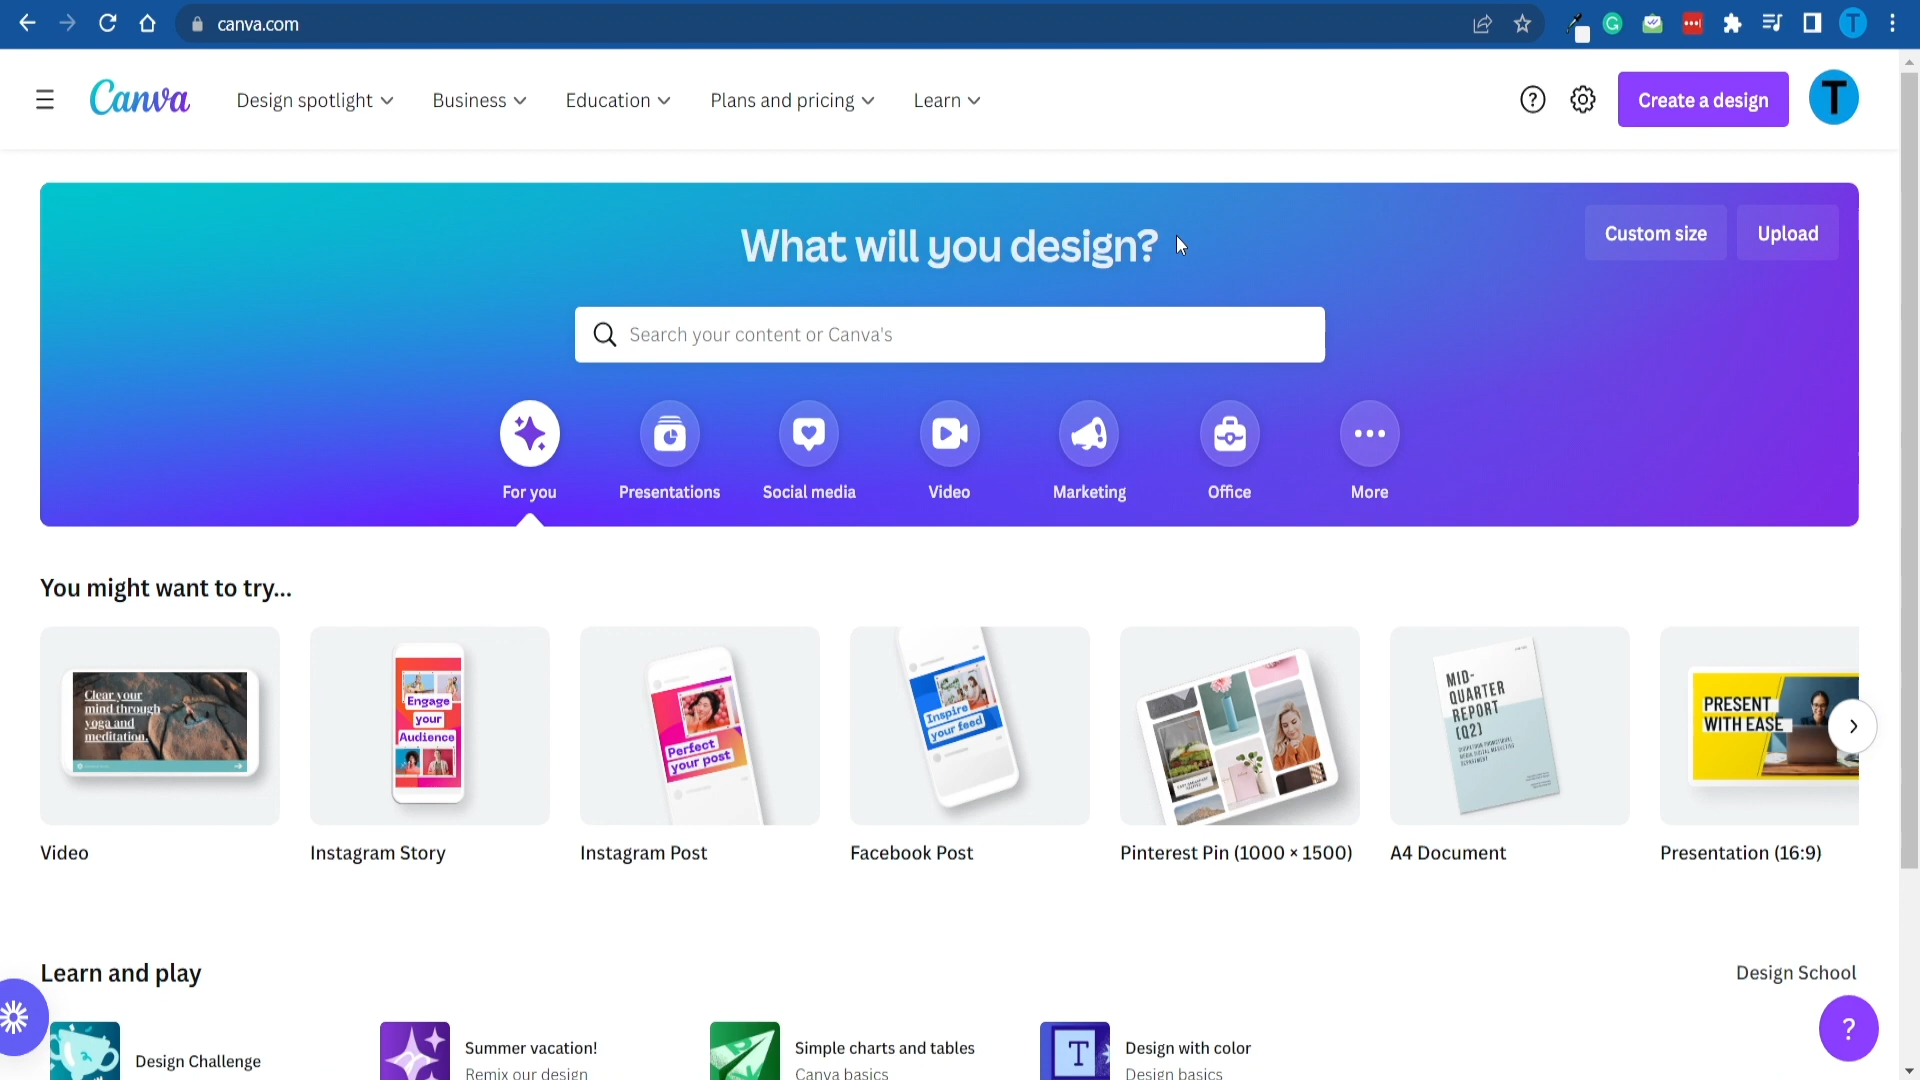 canva.com
Canva
Design spotlight
Business
Education
Plans and pricing
Learn
?
Create a design
T
T
What will you design?
Custom size
Upload
Search your content or Canva's
For you
Presentations
Social media
Video
Marketing
Office
More
You might want to try...
Clear your
mind through
yoga and
meditation.
Engage
your
Audience
Perfect
your post
Inspire
your feed
MID-
QUARTER
REPORT
(Q2)
PRESENT
WITH EASE
Video
Instagram Story
Instagram Post
Facebook Post
Pinterest Pin (1000 × 1500)
A4 Document
Presentation (16:9)
Learn and play
Design School
Design Challenge
Summer vacation!
Remix our design
Simple charts and tables
Canva basics
T
Design with color
Design basics
?